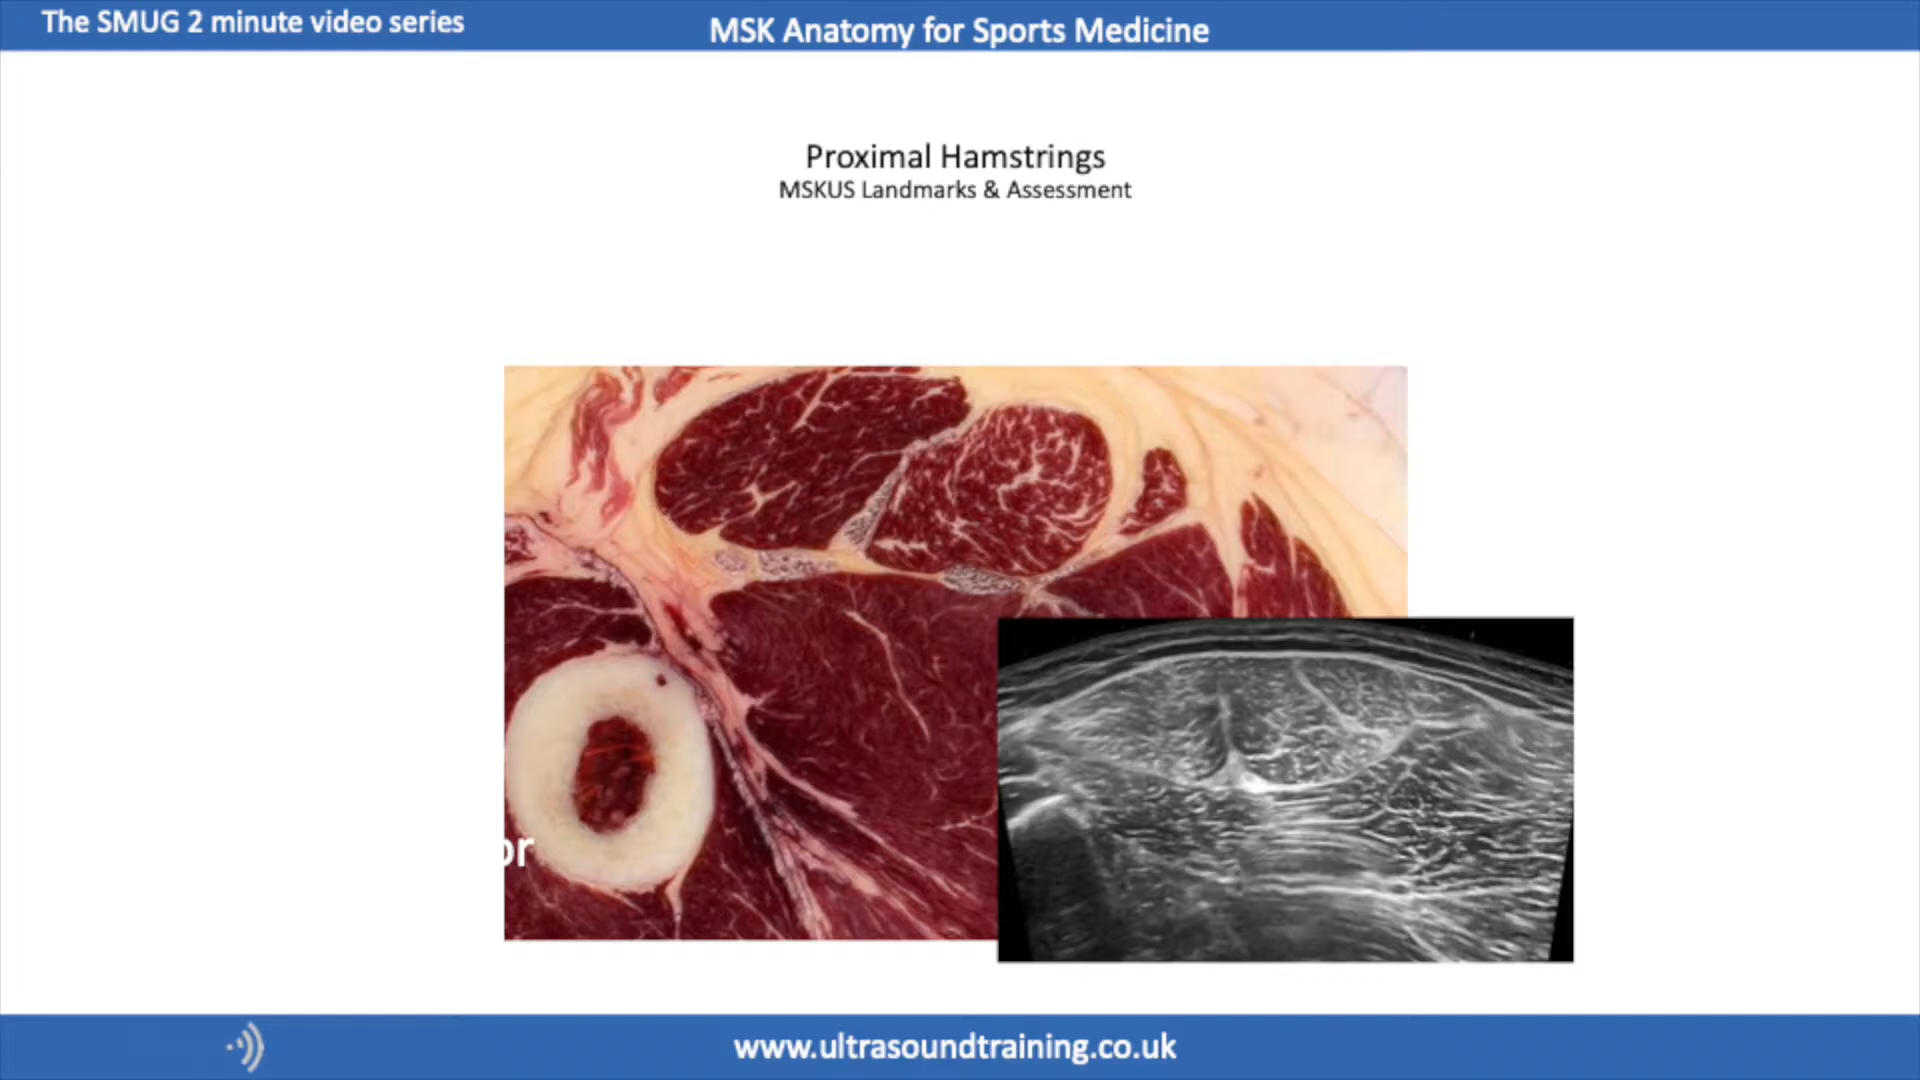 The SMUG 2 minute video series
MSK Anatomy for Sports Medicine
Proximal Hamstrings
MSKUS Landmarks & Assessment
or
www.ultrasoundtraining.co.uk